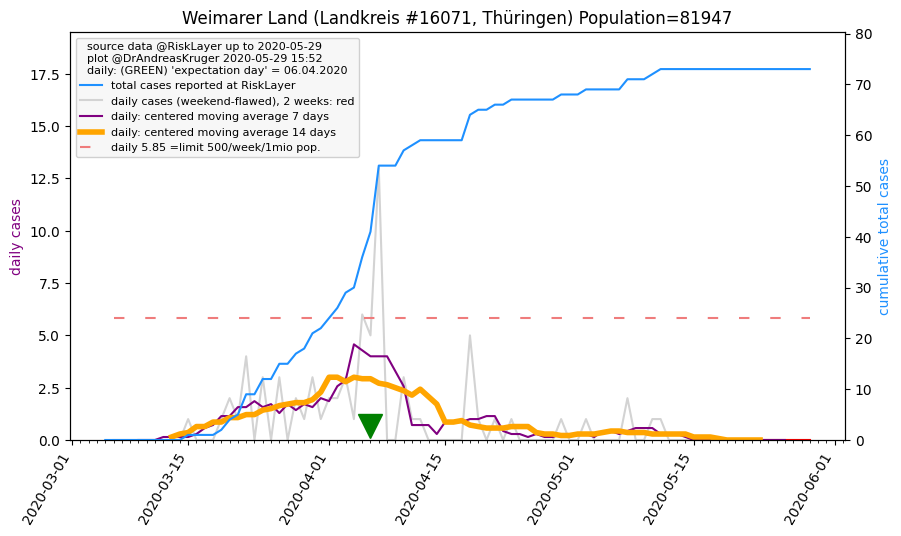 Weimarer Land (Landkreis #16071, Thüringen) Population=81947
source data @RiskLayer up to 2020-05-29
plot @DrAndreasKruger 2020-05-29 15:52
daily: (GREEN) 'expectation day' = 06.04.2020
total cases reported at RiskLayer
daily cases (weekend-flawed), 2 weeks: red
daily: centered moving average 7 days
daily: centered moving average 14 days
daily 5.85 =limit 500/week/1mio pop.
daily cases
17.5
15.0
12.5
10.0
7.5
5.0
2.5
0.0
80
70
60
50
40
30
20
10
0
cumulative total cases
2020-03-01
2020-03-15
2020-04-01
2020-04-15
2020-05-01
2020-05-15
2020-06-01